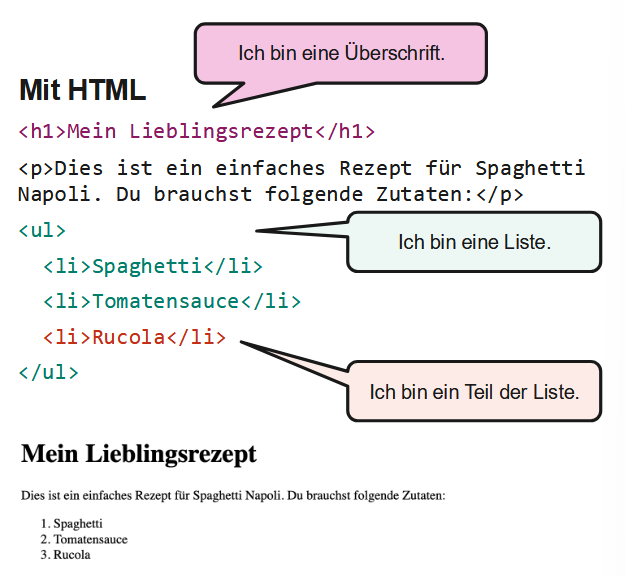 Ich bin eine Überschrift.
Mit HTML
<h1>Mein Lieblingsrezept</h1>
<p>Dies ist ein einfaches Rezept für Spaghetti
Napoli. Du brauchst folgende Zutaten:</p>
<ul>
Ich bin eine Liste.
<li>Spaghetti</li>
<li>Tomatensauce</li>
<li>Rucola</li>
</ul>
Ich bin ein Teil der Liste.
Mein Lieblingsrezept
Dies ist ein einfaches Rezept für Spaghetti Napoli. Du brauchst folgende Zutaten:
1. Spaghetti
2. Tomatensauce
3. Rucola